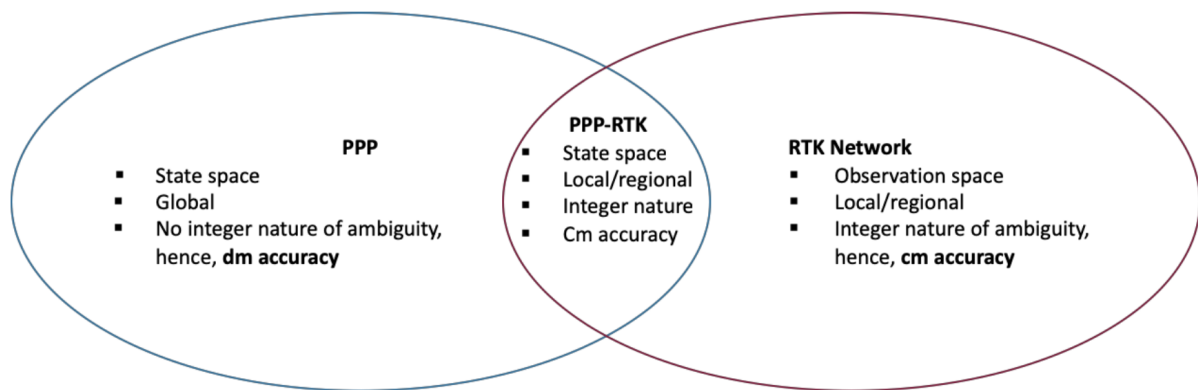 PPP
▪ State space
▪ Global
▪ No integer nature of ambiguity,
hence, dm accuracy
PPP-RTK
▪ State space
▪ Local/regional
▪ Integer nature
▪ Cm accuracy
RTK Network
▪ Observation space
▪ Local/regional
▪ Integer nature of ambiguity,
hence, cm accuracy